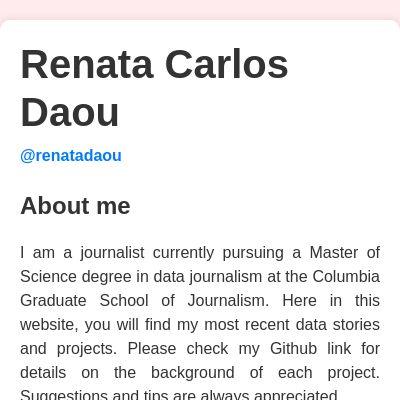 Renata Carlos
Daou
@renatadaou
About me
I am a journalist currently pursuing a Master of
Science degree in data journalism at the Columbia
Graduate School of Journalism. Here in this
website, you will find my most recent data stories
and projects. Please check my Github link for
details on the background of each project.
Suggestions and tips are always appreciated.